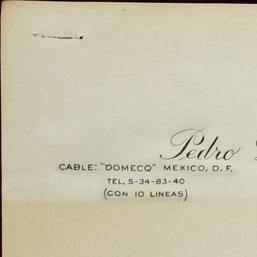 Pedro
CABLE: "DOMECQ" MEXICO, D. F.
TEL, 5-34-83-40
(CON 10 LINEAS)